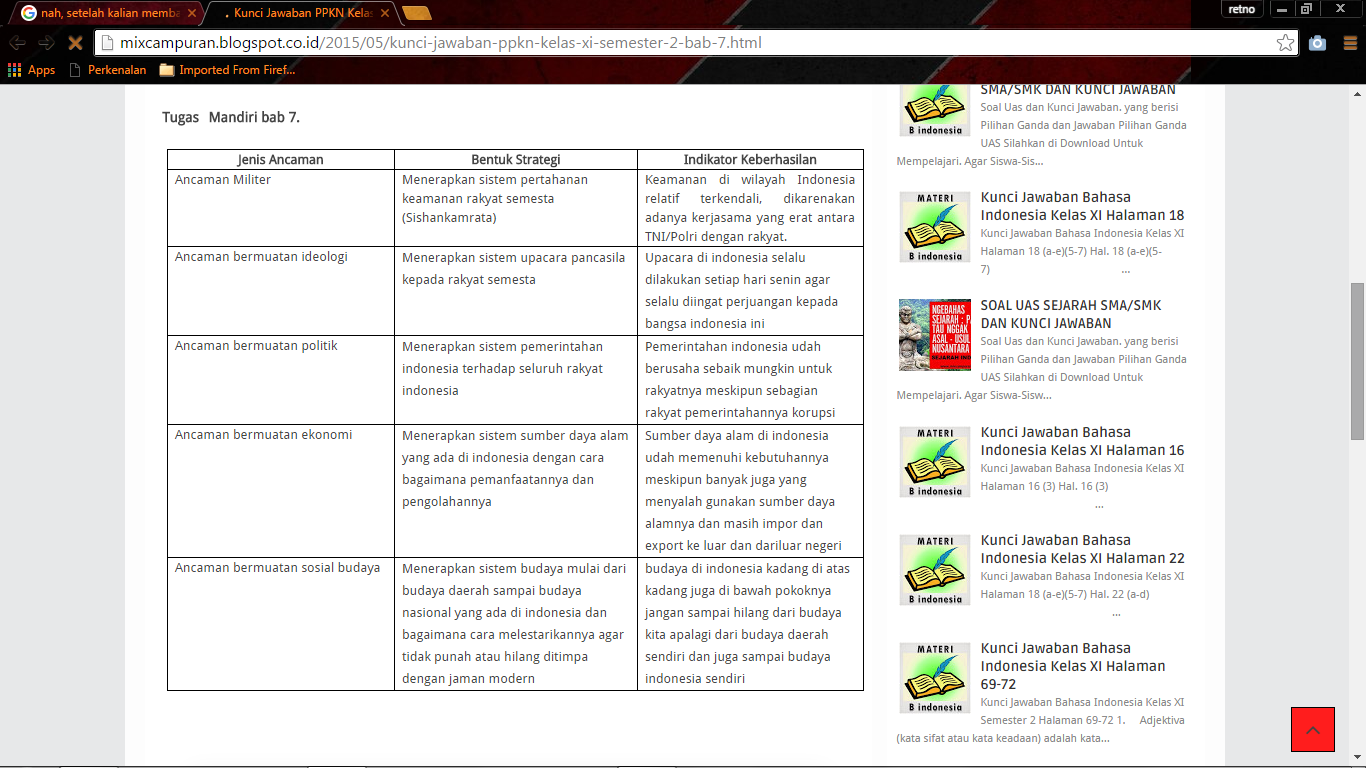 nah, setelah kalian memba
Kunci Jawaban PPKN Kelas
retno
mixcampuran.blogspot.co.id/2015/05/kunci-jawaban-ppkn-kelas-xi-semester-2-bab-7.html
Apps
Perkenalan
Imported From Firef...
Tugas Mandiri bab 7.
Jenis Ancaman
Bentuk Strategi
Indikator Keberhasilan
Ancaman Militer
Menerapkan sistem pertahanan
keamanan rakyat semesta
(Sishankamrata)
Keamanan di wilayah Indonesia
relatif terkendali, dikarenakan
adanya kerjasama yang erat antara
TNI/Polri dengan rakyat.
Ancaman bermuatan ideologi
Menerapkan sistem upacara pancasila
kepada rakyat semesta
Upacara di indonesia selalu
dilakukan setiap hari senin agar
selalu diingat perjuangan kepada
bangsa indonesia ini
Ancaman bermuatan politik
Menerapkan sistem pemerintahan
indonesia terhadap seluruh rakyat
indonesia
Pemerintahan indonesia udah
berusaha sebaik mungkin untuk
rakyatnya meskipun sebagian
rakyat pemerintahannya korupsi
Ancaman bermuatan ekonomi
Menerapkan sistem sumber daya alam
yang ada di indonesia dengan cara
bagaimana pemanfaatannya dan
pengolahannya
Sumber daya alam di indonesia
udah memenuhi kebutuhannya
meskipun banyak juga yang
menyalah gunakan sumber daya
alamnya dan masih impor dan
export ke luar dan dariluar negeri
Ancaman bermuatan sosial budaya
Menerapkan sistem budaya mulai dari
budaya daerah sampai budaya
nasional yang ada di indonesia dan
bagaimana cara melestarikannya agar
tidak punah atau hilang ditimpa
dengan jaman modern
budaya di indonesia kadang di atas
kadang juga di bawah pokoknya
jangan sampai hilang dari budaya
kita apalagi dari budaya daerah
sendiri dan juga sampai budaya
indonesia sendiri
B indonesia
SMA/SMK DAN KUNCI JAWABAN
Soal Uas dan Kunci Jawaban. yang berisi
Pilihan Ganda dan Jawaban Pilihan Ganda
UAS Silahkan di Download Untuk
Mempelajari. Agar Siswa-Sis...
MATERI
B indonesia
Kunci Jawaban Bahasa
Indonesia Kelas XI Halaman 18
Kunci Jawaban Bahasa Indonesia Kelas XI
Halaman 18 (a-e)(5-7) Hal. 18 (a-e)(5-
7) ...
NGEBAHAS
SEJARAH : P
TAU NGGAK
ASAL - USUL
NUSANTARA
SOAL UAS SEJARAH SMA/SMK
DAN KUNCI JAWABAN
Soal Uas dan Kunci Jawaban. yang berisi
Pilihan Ganda dan Jawaban Pilihan Ganda
UAS Silahkan di Download Untuk
Mempelajari. Agar Siswa-Sisw...
MATERI
B indonesia
Kunci Jawaban Bahasa
Indonesia Kelas XI Halaman 16
Kunci Jawaban Bahasa Indonesia Kelas XI
Halaman 16 (3) Hal. 16 (3)
...
MATERI
B indonesia
Kunci Jawaban Bahasa
Indonesia Kelas XI Halaman 22
Kunci Jawaban Bahasa Indonesia Kelas XI
Halaman 18 (a-e)(5-7) Hal. 22 (a-d)
...
MATERI
B indonesia
Kunci Jawaban Bahasa
Indonesia Kelas XI Halaman
69-72
Kunci Jawaban Bahasa Indonesia Kelas XI
Semester 2 Halaman 69-72 1. Adjektiva
(kata sifat atau kata keadaan) adalah kata...